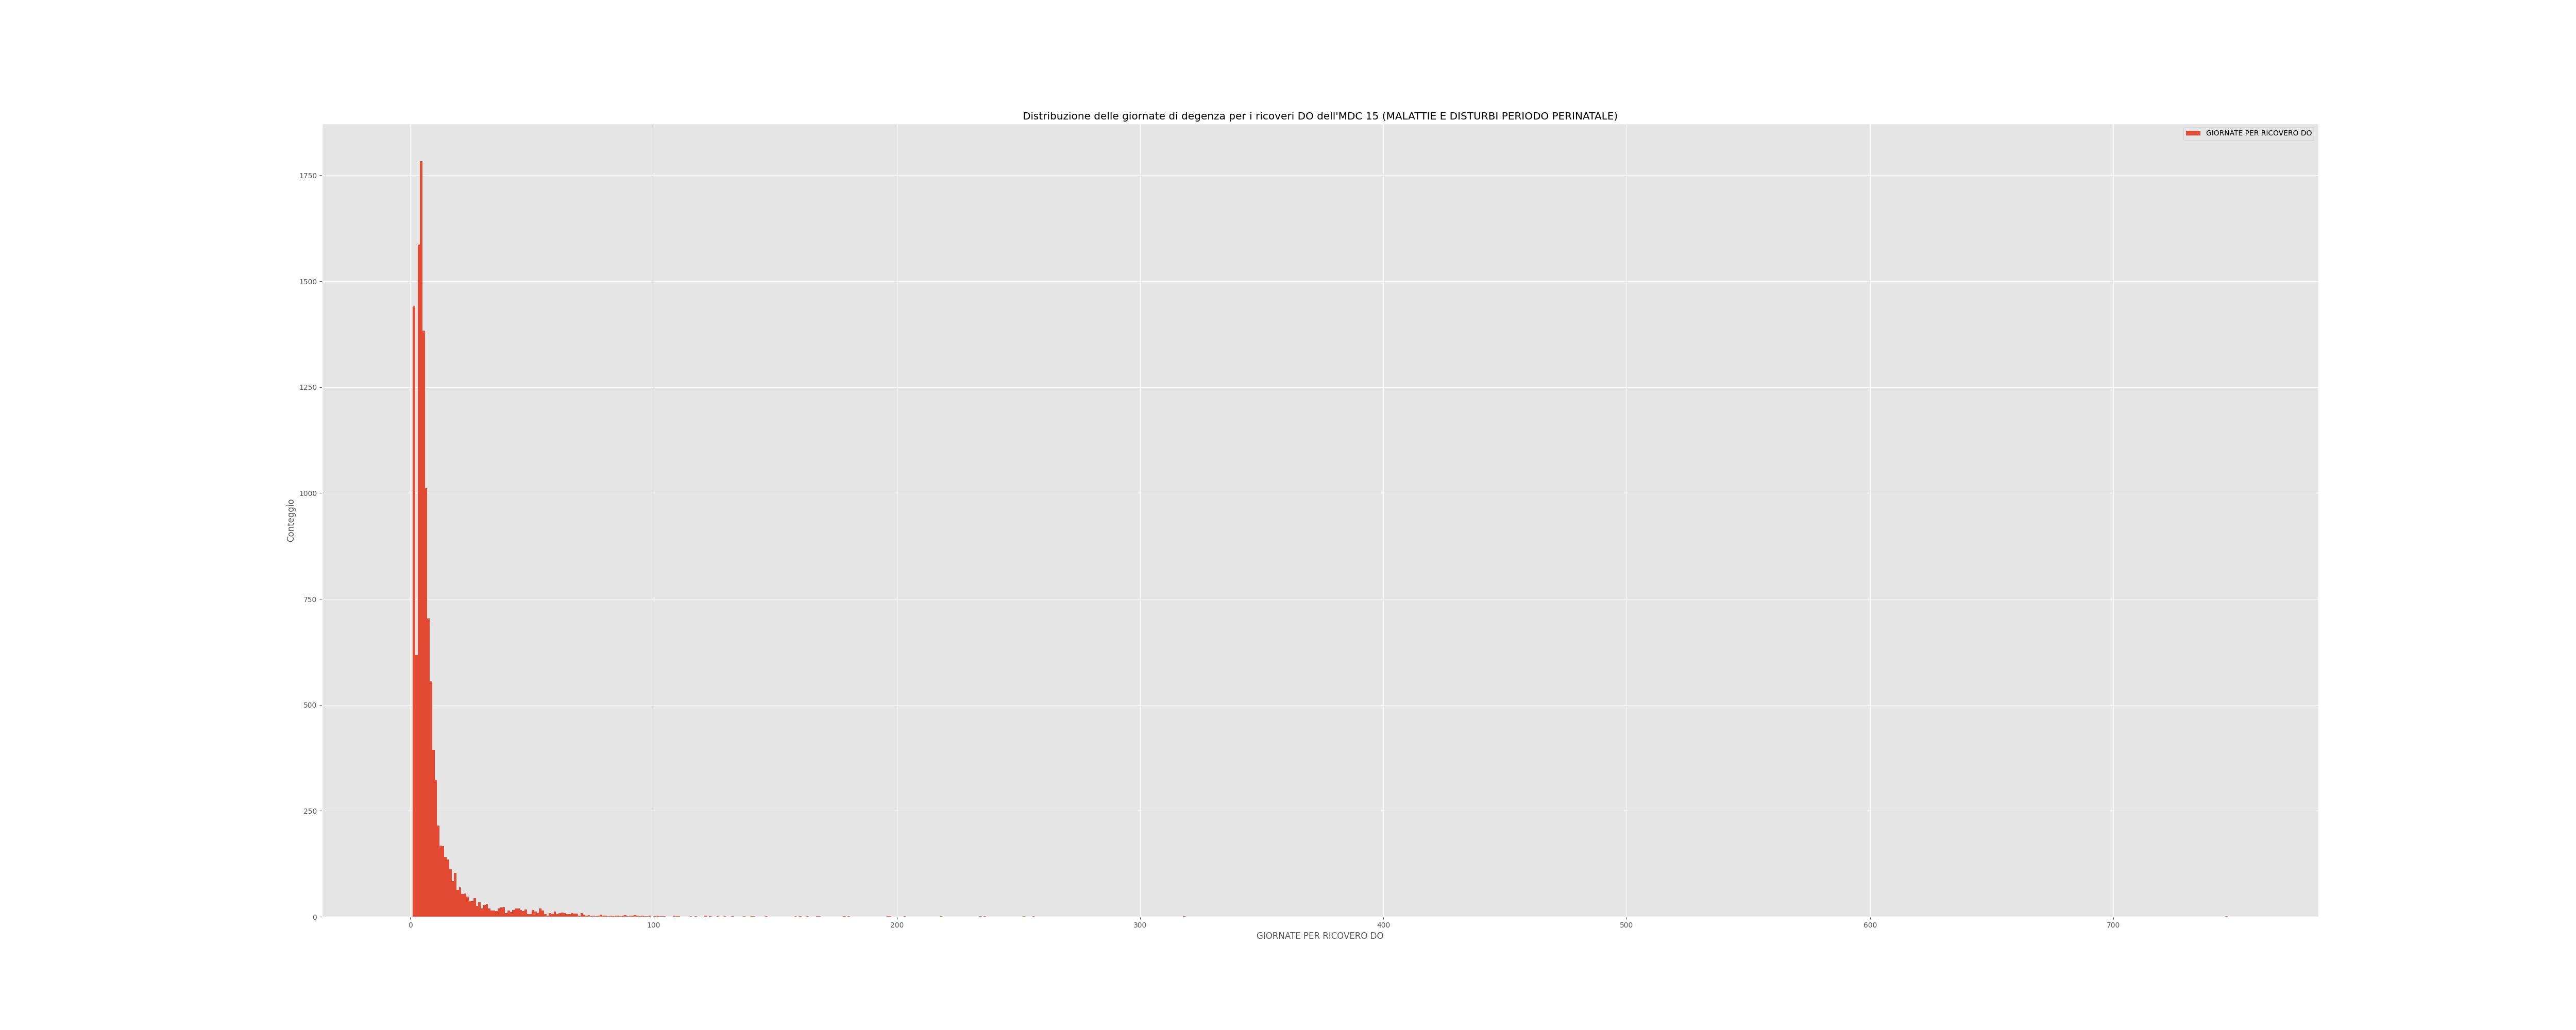 Distribuzione delle giornate di degenza per i ricoveri DO dell'MDC 15 (MALATTIE E DISTURBI PERIODO PERINATALE)
GIORNATE PER RICOVERO DO
1750
1500
1250
1000
750
500
250
0
Conteggio
0 100 200 300 400 500 600 700
GIORNATE PER RICOVERO DO